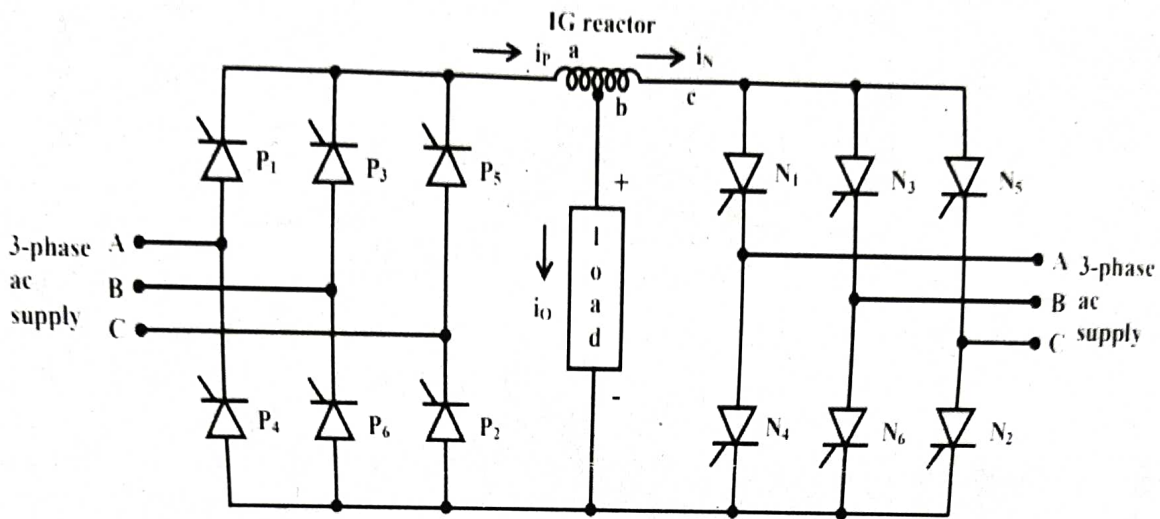 IG reactor
iP a iN
b c
P1 P3 P5
N1 N3 N5
+
3-phase A
ac B
supply C
Load
iO
A 3-phase
B ac
C supply
-
P4 P6 P2
N4 N6 N2